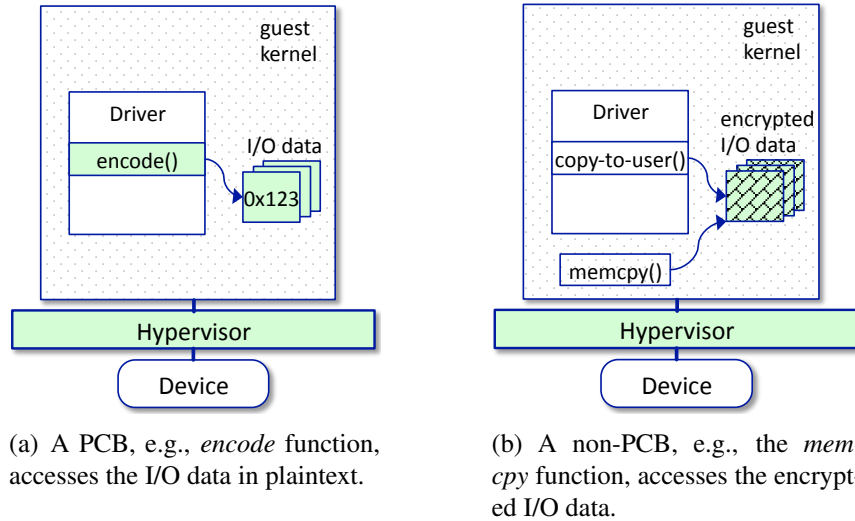 guest
kernel
Driver
encode()
I/O data
0x123
Hypervisor
Device
(a) A PCB, e.g., encode function,
accesses the I/O data in plaintext.
guest
kernel
Driver
copy-to-user()
encrypted
I/O data
memcpy()
Hypervisor
Device
(b) A non-PCB, e.g., the mem-
cpy function, accesses the encrypt-
ed I/O data.